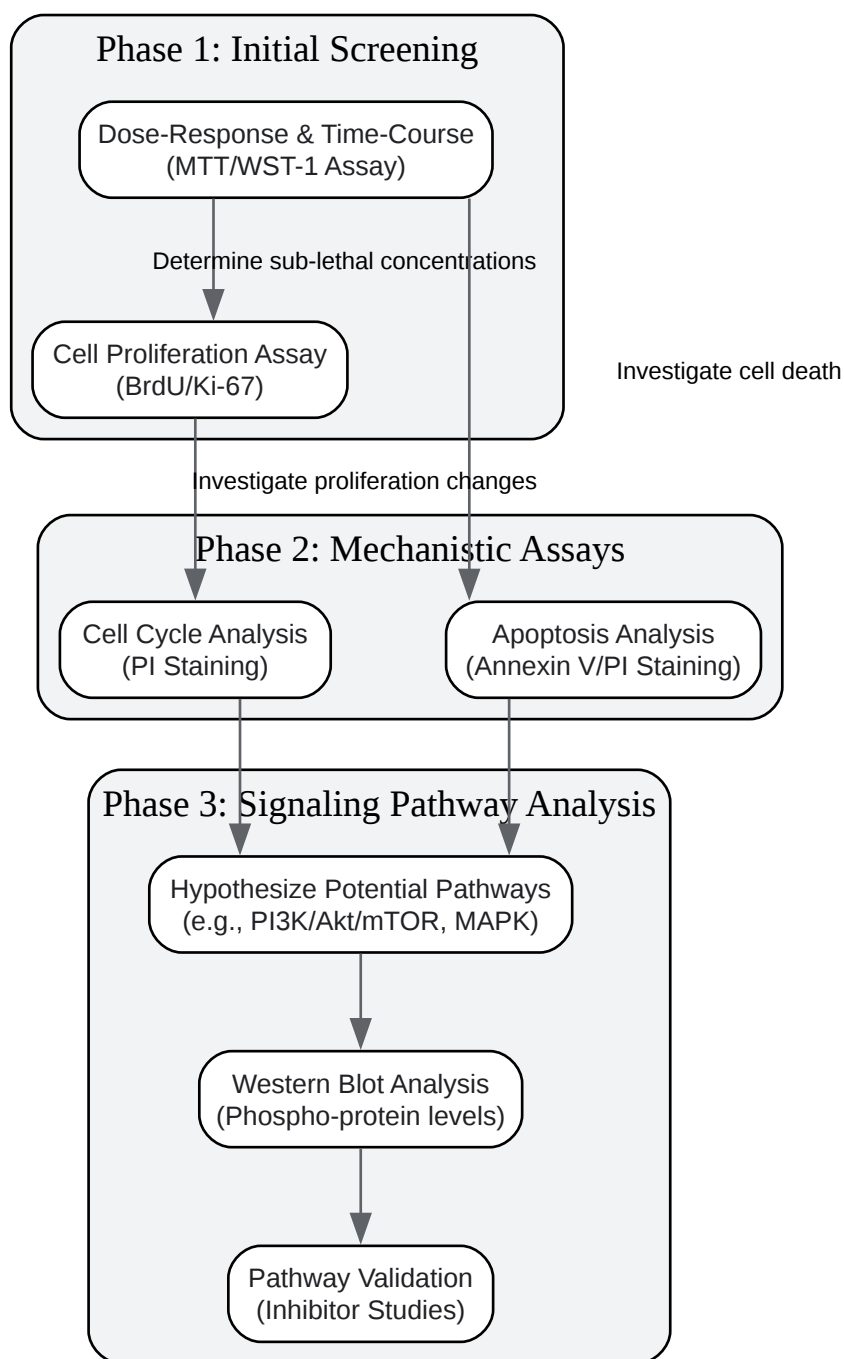 Phase 1: Initial Screening
Dose-Response & Time-Course
(MTT/WST-1 Assay)
Determine sub-lethal concentrations
Cell Proliferation Assay
(BrdU/Ki-67)
Investigate cell death
Investigate proliferation changes
Phase 2: Mechanistic Assays
Cell Cycle Analysis
(PI Staining)
Apoptosis Analysis
(Annexin V/PI Staining)
Phase 3: Signaling Pathway Analysis
Hypothesize Potential Pathways
(e.g., PI3K/Akt/mTOR, MAPK)
Western Blot Analysis
(Phospho-protein levels)
Pathway Validation
(Inhibitor Studies)